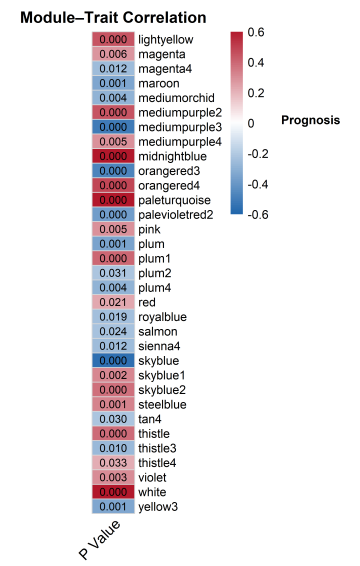 Module–Trait Correlation
0.000 lightyellow
0.006 magenta
0.012 magenta4
0.001 maroon
0.004 mediumorchid
0.000 mediumpurple2
0.000 mediumpurple3
0.005 mediumpurple4
0.000 midnightblue
0.000 orangered3
0.000 orangered4
0.000 paleturquoise
0.000 palevioletred2
0.005 pink
0.001 plum
0.000 plum1
0.031 plum2
0.004 plum4
0.021 red
0.019 royalblue
0.024 salmon
0.012 sienna4
0.000 skyblue
0.002 skyblue1
0.000 skyblue2
0.001 steelblue
0.030 tan4
0.000 thistle
0.010 thistle3
0.033 thistle4
0.003 violet
0.000 white
0.001 yellow3
P Value
0.6
0.4
0.2
0
-0.2
-0.4
-0.6
Prognosis